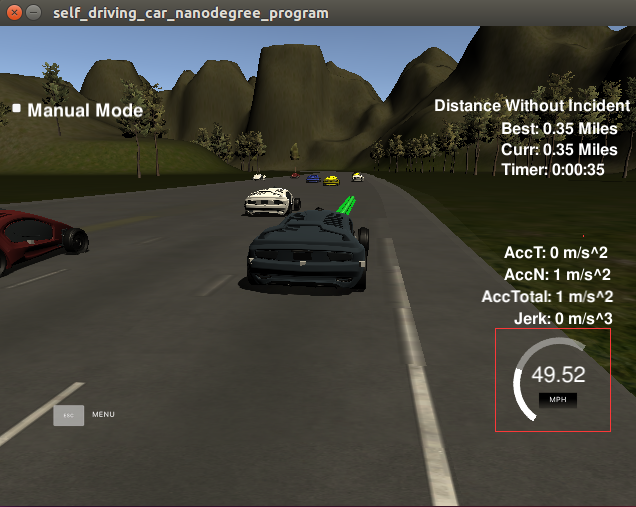 self_driving_car_nanodegree_program
Manual Mode
Distance Without Incident
Best: 0.35 Miles
Curr: 0.35 Miles
Timer: 0:00:35
AccT: 0 m/s^2
AccN: 1 m/s^2
AccTotal: 1 m/s^2
Jerk: 0 m/s^3
49.52
MPH
ESC MENU